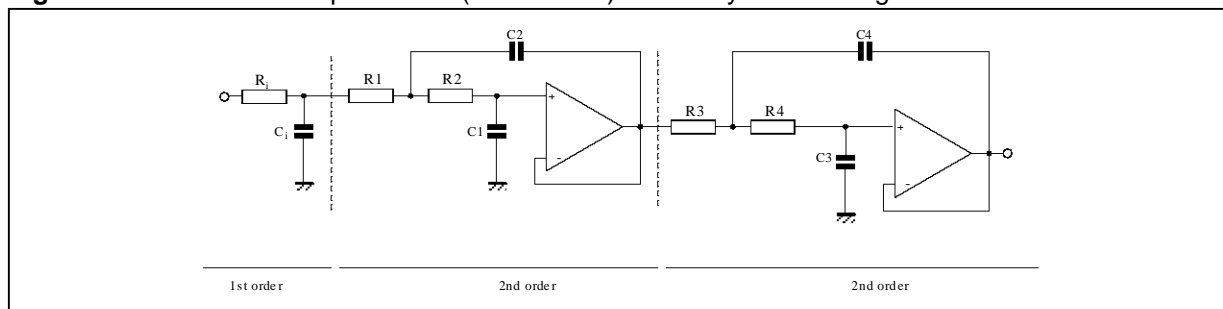 C2
C4
Ri
R1
R2
R3
R4
Ci
C1
C3
+
-
+
-
1st order
2nd order
2nd order